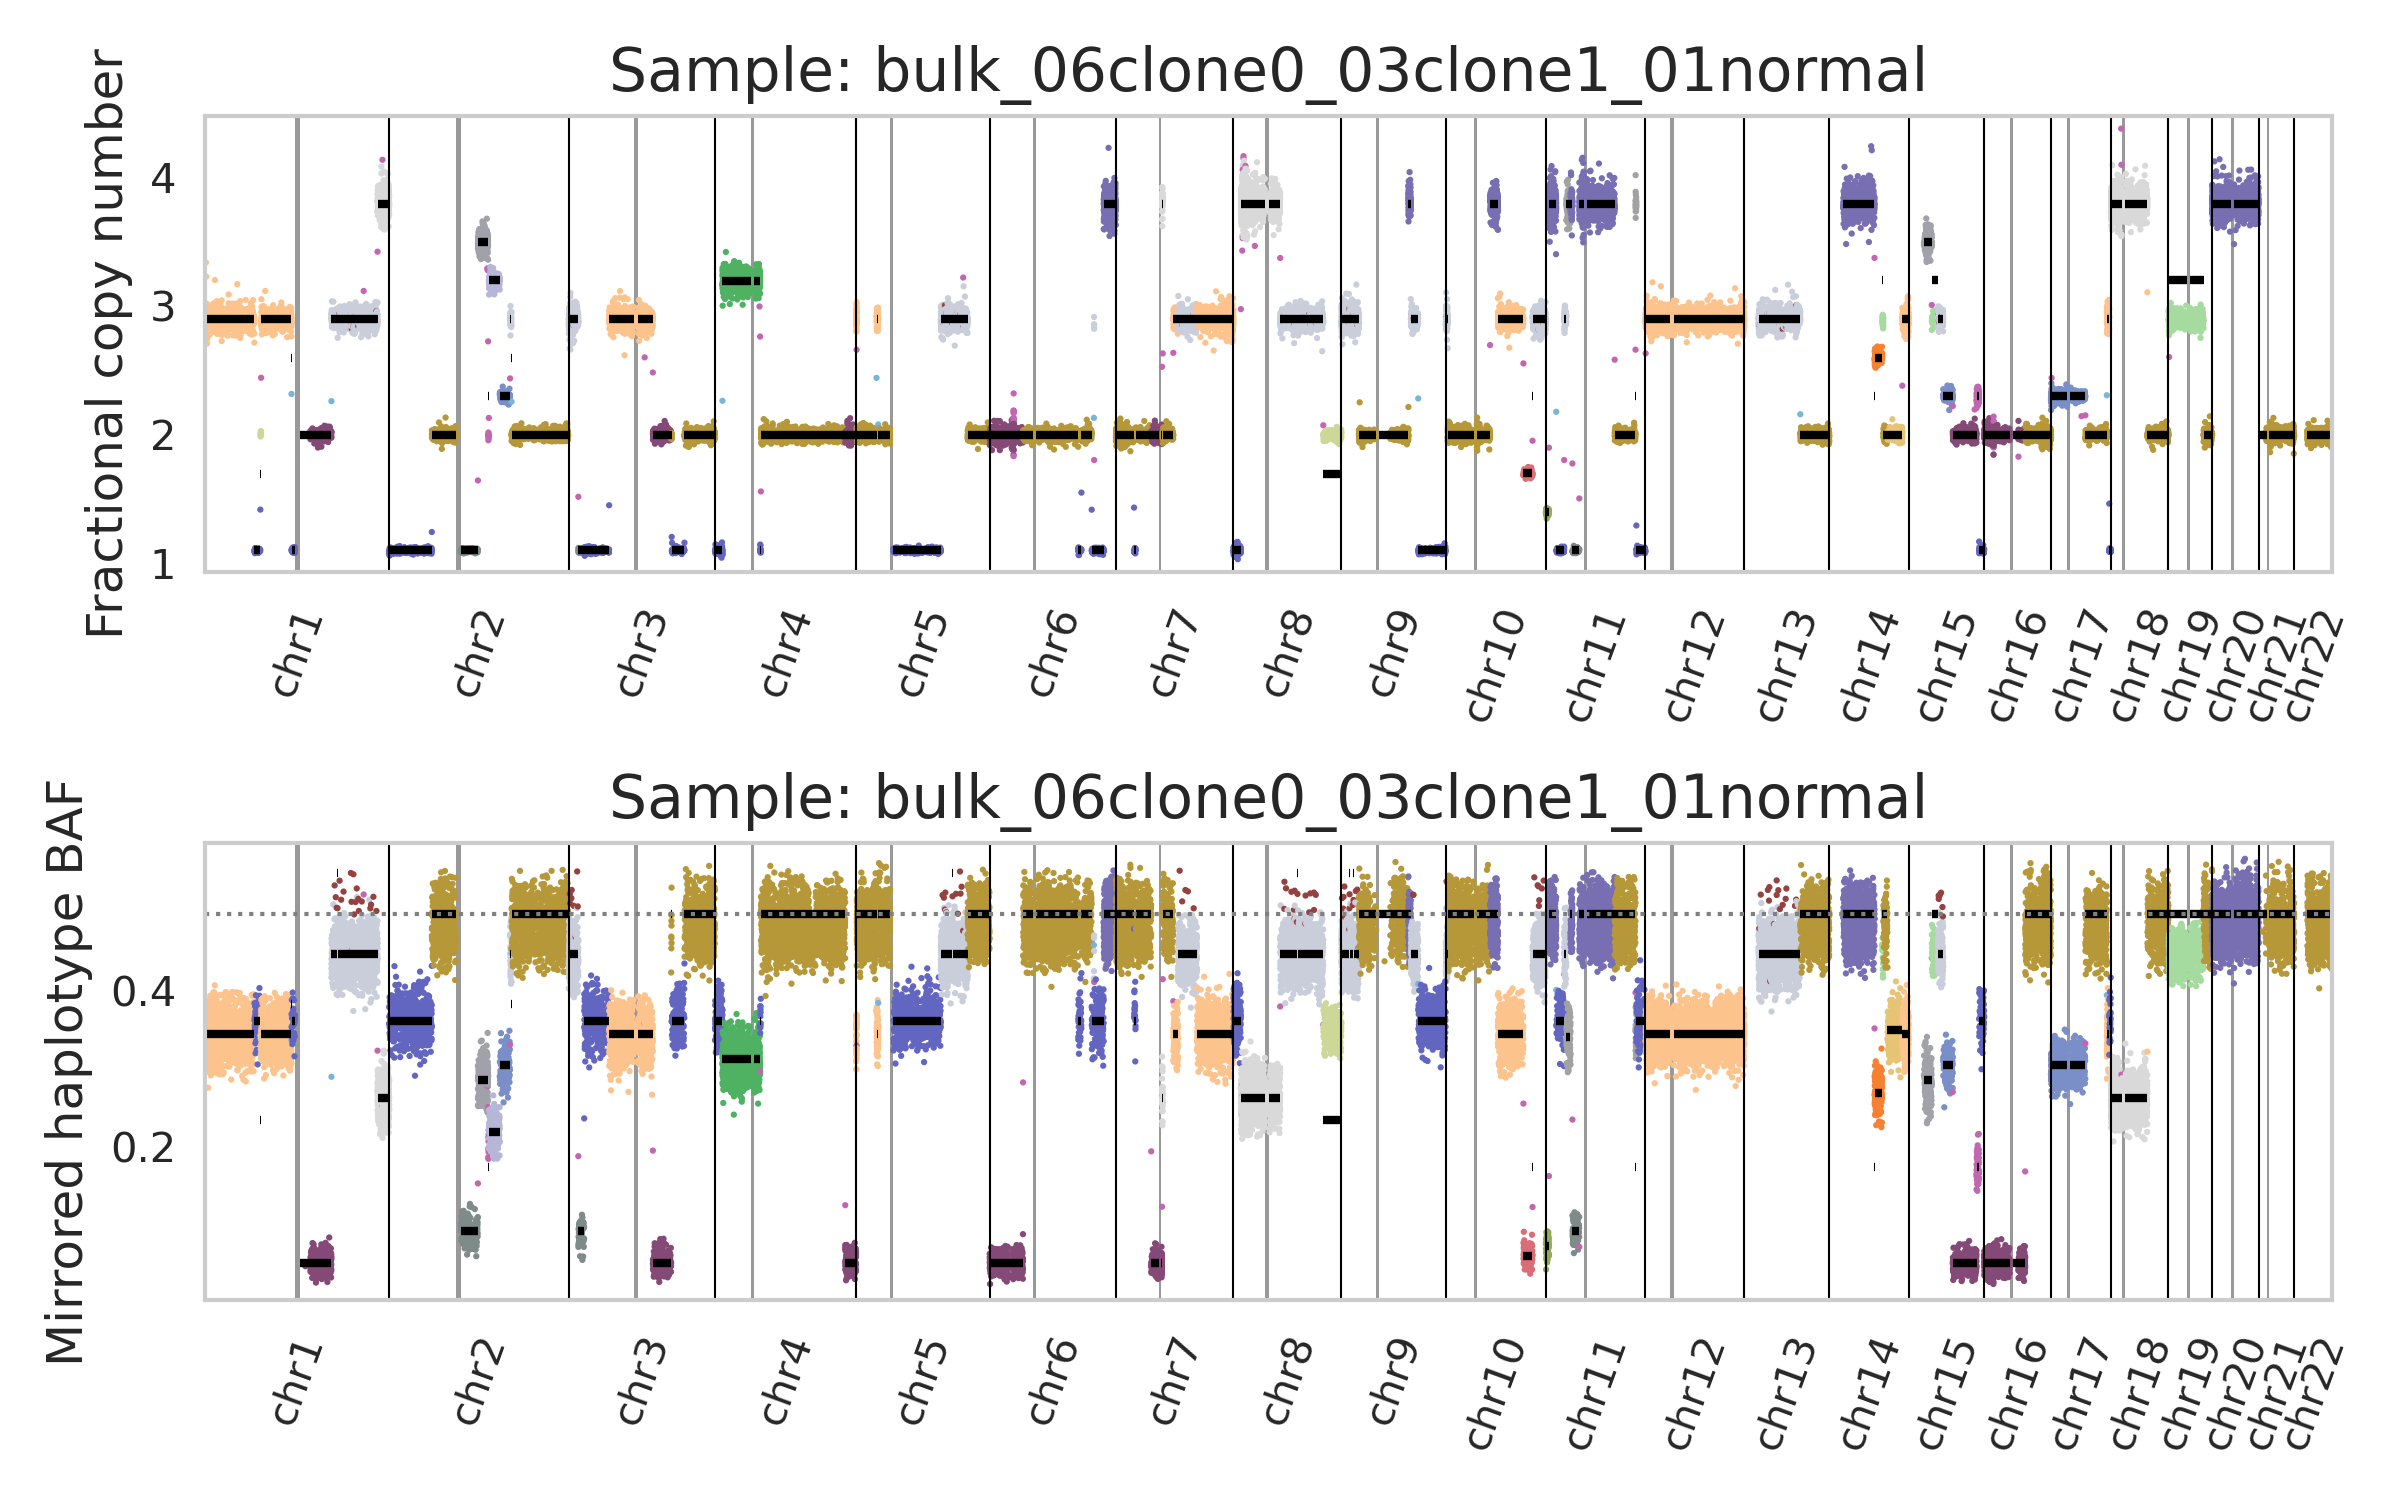 Sample: bulk_06clone0_03clone1_01normal
Fractional copy number
4
3
2
1
chr1
chr2
chr3
chr4
chr5
chr6
chr7
chr8
chr9
chr10
chr11
chr12
chr13
chr14
chr15
chr16
chr17
chr18
chr19
chr20
chr21
chr22
Sample: bulk_06clone0_03clone1_01normal
Mirrored haplotype BAF
0.4
0.2
chr1
chr2
chr3
chr4
chr5
chr6
chr7
chr8
chr9
chr10
chr11
chr12
chr13
chr14
chr15
chr16
chr17
chr18
chr19
chr20
chr21
chr22